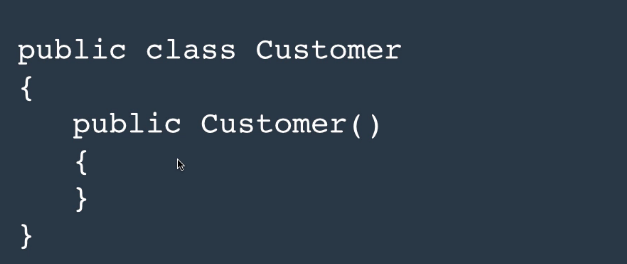 public class Customer
{
    public Customer()
    {
    }
}